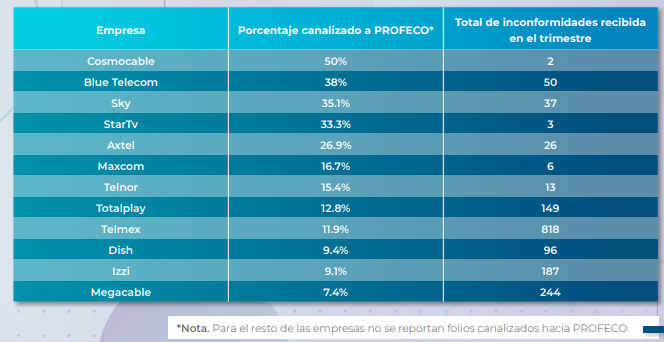 Empresa Porcentaje canalizado a PROFECO* Total de inconformidades recibida
en el trimestre
Cosmocable 50% 2
Blue Telecom 38% 50
Sky 35.1% 37
StarTv 33.3% 3
Axtel 26.9% 26
Maxcom 16.7% 6
Telnor 15.4% 13
Totalplay 12.8% 149
Telmex 11.9% 818
Dish 9.4% 96
Izzi 9.1% 187
Megacable 7.4% 244
*Nota. Para el resto de las empresas no se reportan folios canalizados hacia PROFECO.